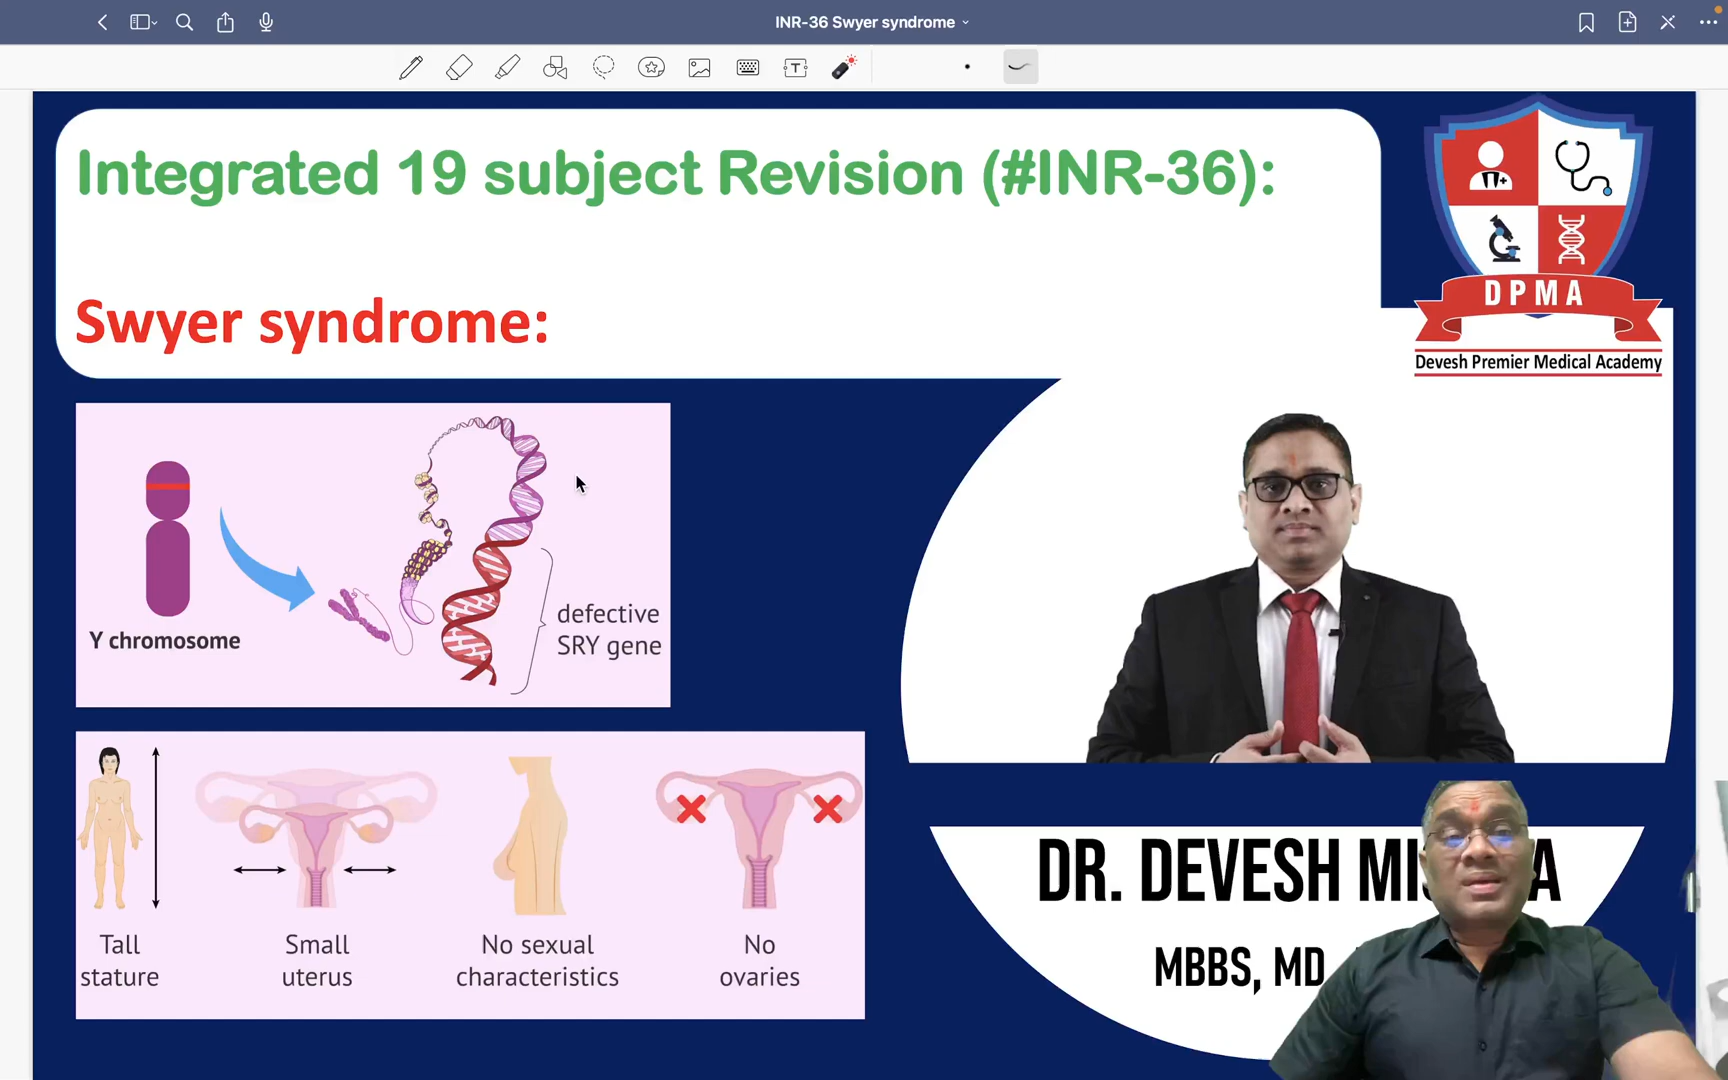 INR-36 Swyer syndrome
Integrated 19 subject Revision (#INR-36):
Swyer syndrome:
DPMA
Devesh Premier Medical Academy
Y chromosome
defective
SRY gene
Tall
stature
Small
uterus
No sexual
characteristics
No
ovaries
DR. DEVESH
MBBS, MD